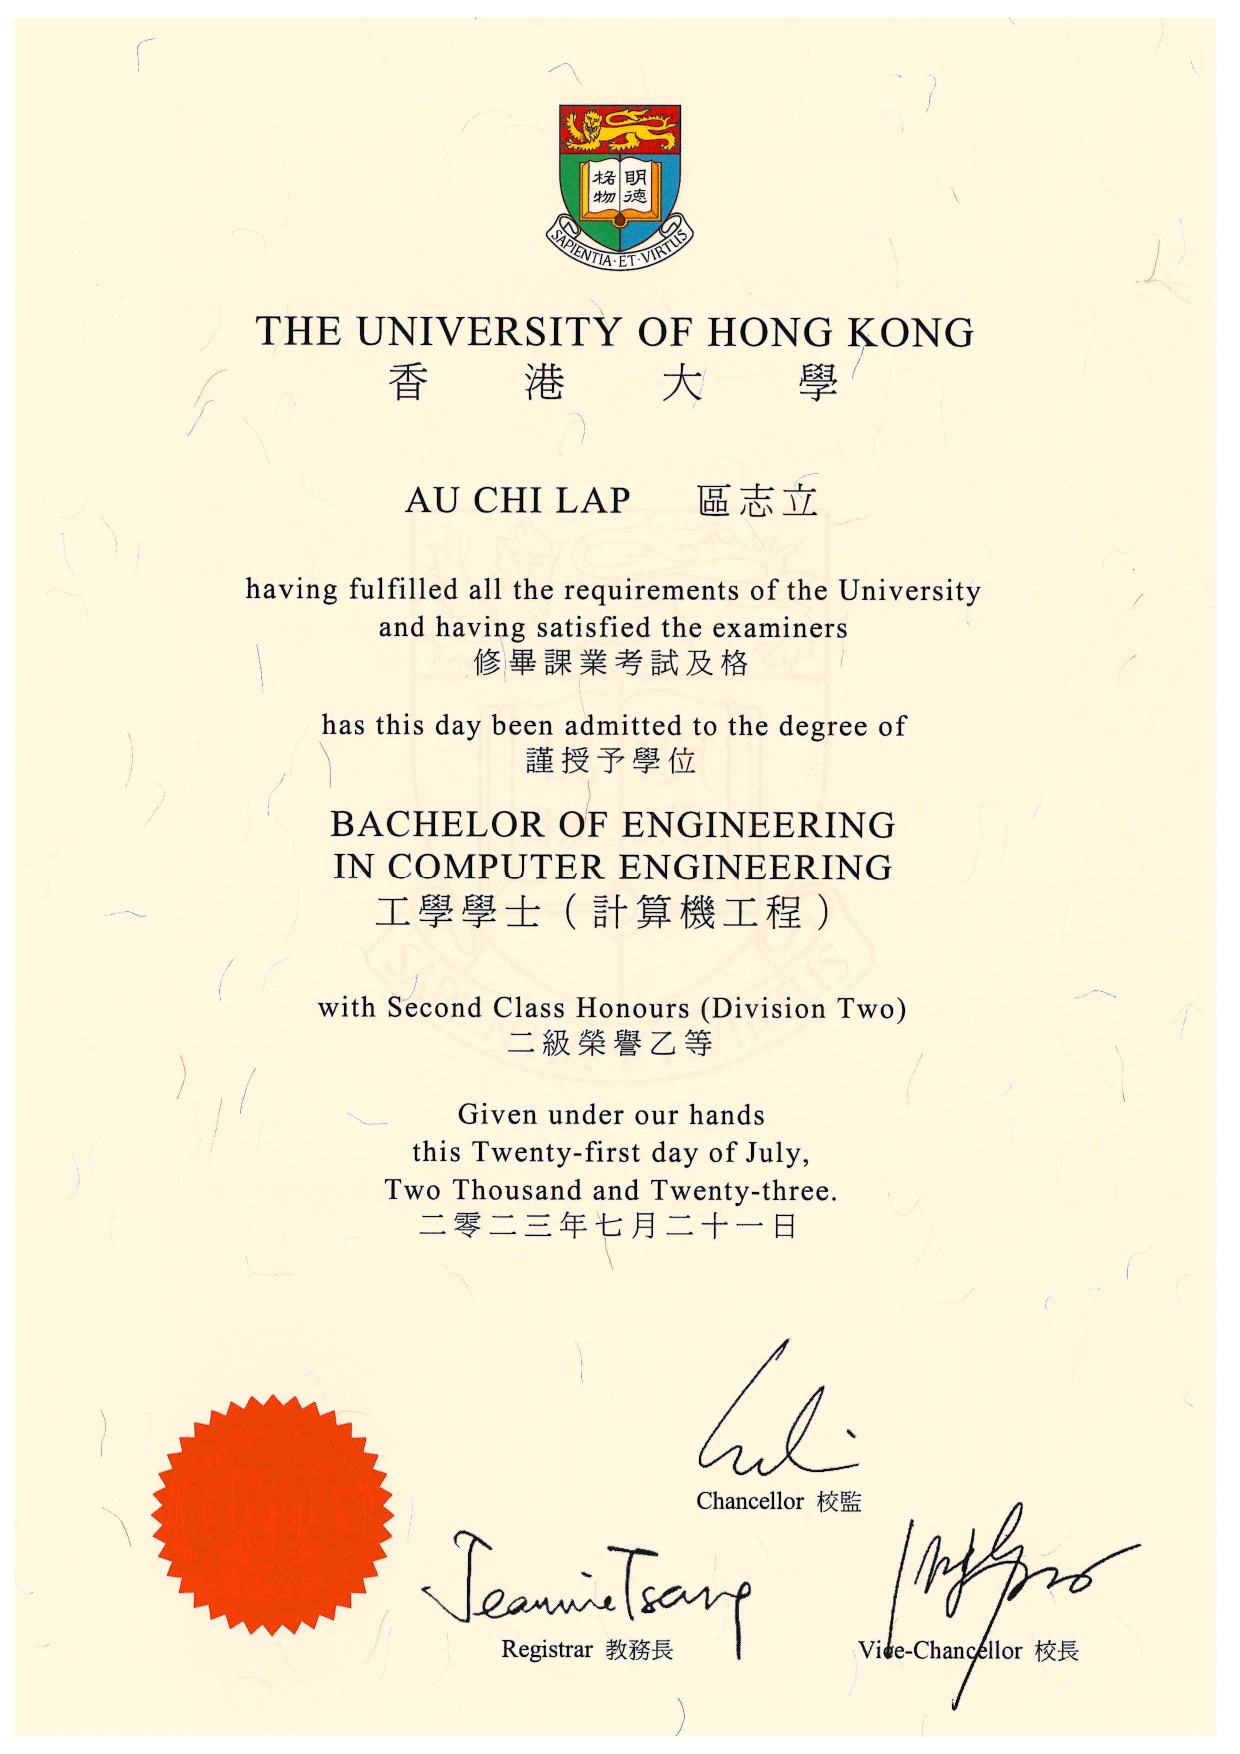 明德
格物
SAPIENTIA·ET·VIRTUS
THE UNIVERSITY OF HONG KONG
香港大學
AU CHI LAP 區志立
having fulfilled all the requirements of the University
and having satisfied the examiners
修畢課業考試及格
has this day been admitted to the degree of
謹授予學位
BACHELOR OF ENGINEERING
IN COMPUTER ENGINEERING
工學學士（計算機工程）
with Second Class Honours (Division Two)
二級榮譽乙等
Given under our hands
this Twenty-first day of July,
Two Thousand and Twenty-three.
二零二三年七月二十一日
Chancellor 校監
Jeannie Tsang
Registrar 教務長
Vice-Chancellor 校長